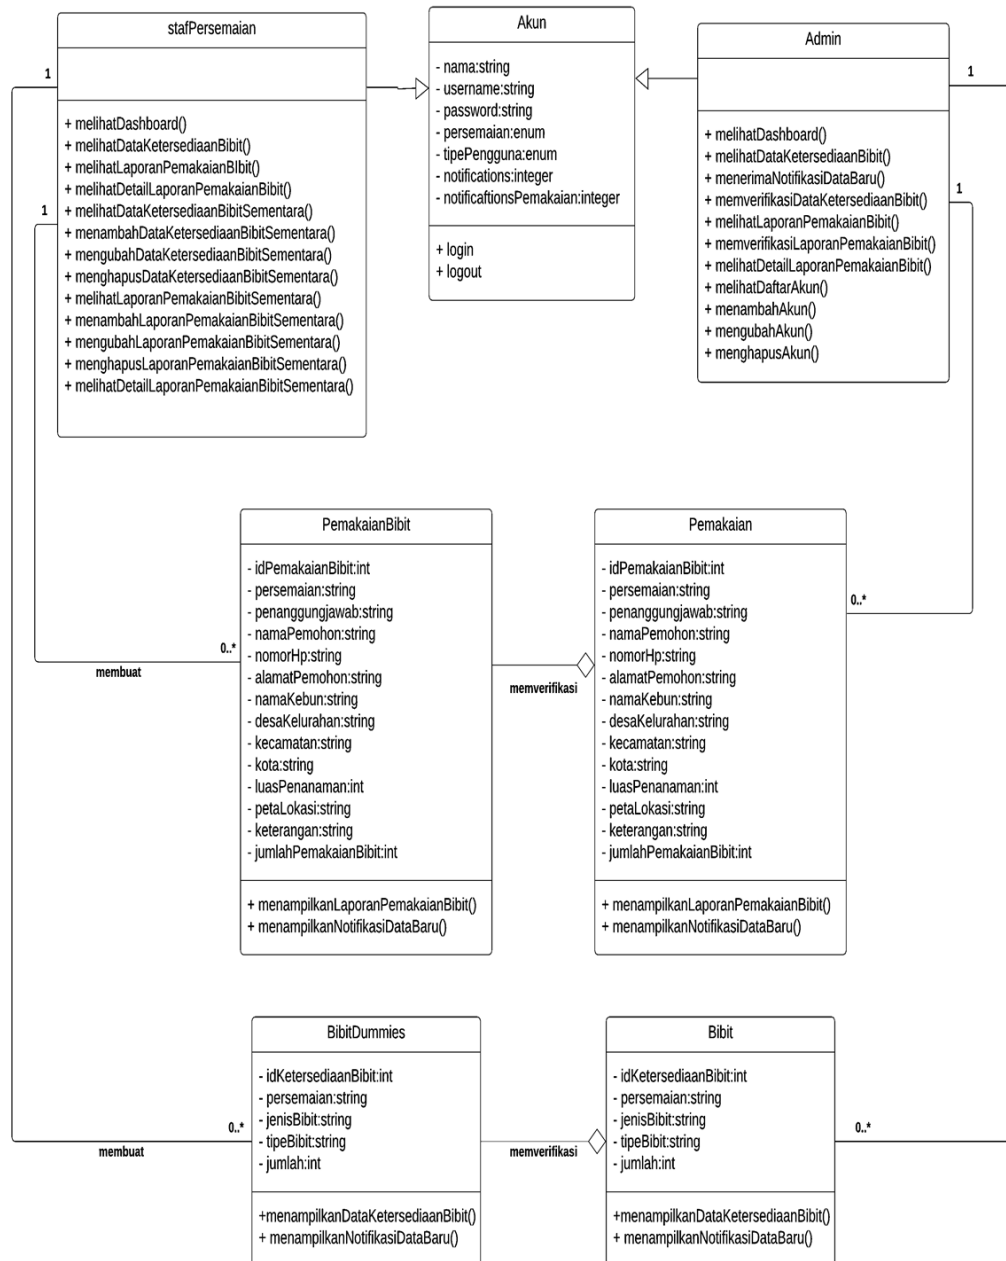 stafPersemaian
+ melihatDashboard()
+ melihatDataKetersediaanBibit()
+ melihatLaporanPemakaianBIbit()
+ melihatDetailLaporanPemakaianBibit()
+ melihatDataKetersediaanBibitSementara()
+ menambahDataKetersediaanBibitSementara()
+ mengubahDataKetersediaanBibitSementara()
+ menghapusDataKetersediaanBibitSementara()
+ melihatLaporanPemakaianBibitSementara()
+ menambahLaporanPemakaianBibitSementara()
+ mengubahLaporanPemakaianBibitSementara()
+ menghapusLaporanPemakaianBibitSementara()
+ melihatDetailLaporanPemakaianBibitSementara()
Akun
- nama:string
- username:string
- password:string
- persemaian:enum
- tipePengguna:enum
- notifications:integer
- notificaftionsPemakaian:integer
+ login
+ logout
Admin
+ melihatDashboard()
+ melihatDataKetersediaanBibit()
+ menerimaNotifikasiDataBaru()
+ memverifikasiDataKetersediaanBibit()
+ melihatLaporanPemakaianBibit()
+ memverifikasiLaporanPemakaianBibit()
+ melihatDetailLaporanPemakaianBibit()
+ melihatDaftarAkun()
+ menambahAkun()
+ mengubahAkun()
+ menghapusAkun()
1
1
1
1
PemakaianBibit
- idPemakaianBibit:int
- persemaian:string
- penanggungjawab:string
- namaPemohon:string
- nomorHp:string
- alamatPemohon:string
- namaKebun:string
- desaKelurahan:string
- kecamatan:string
- kota:string
- luasPenanaman:int
- petaLokasi:string
- keterangan:string
- jumlahPemakaianBibit:int
+ menampilkanLaporanPemakaianBibit()
+ menampilkanNotifikasiDataBaru()
0..*
membuat
memverifikasi
Pemakaian
- idPemakaianBibit:int
- persemaian:string
- penanggungjawab:string
- namaPemohon:string
- nomorHp:string
- alamatPemohon:string
- namaKebun:string
- desaKelurahan:string
- kecamatan:string
- kota:string
- luasPenanaman:int
- petaLokasi:string
- keterangan:string
- jumlahPemakaianBibit:int
+ menampilkanLaporanPemakaianBibit()
+ menampilkanNotifikasiDataBaru()
0..*
BibitDummies
- idKetersediaanBibit:int
- persemaian:string
- jenisBibit:string
- tipeBibit:string
- jumlah:int
+menampilkanDataKetersediaanBibit()
+ menampilkanNotifikasiDataBaru()
0..*
membuat
memverifikasi
Bibit
- idKetersediaanBibit:int
- persemaian:string
- jenisBibit:string
- tipeBibit:string
- jumlah:int
+menampilkanDataKetersediaanBibit()
+ menampilkanNotifikasiDataBaru()
0..*